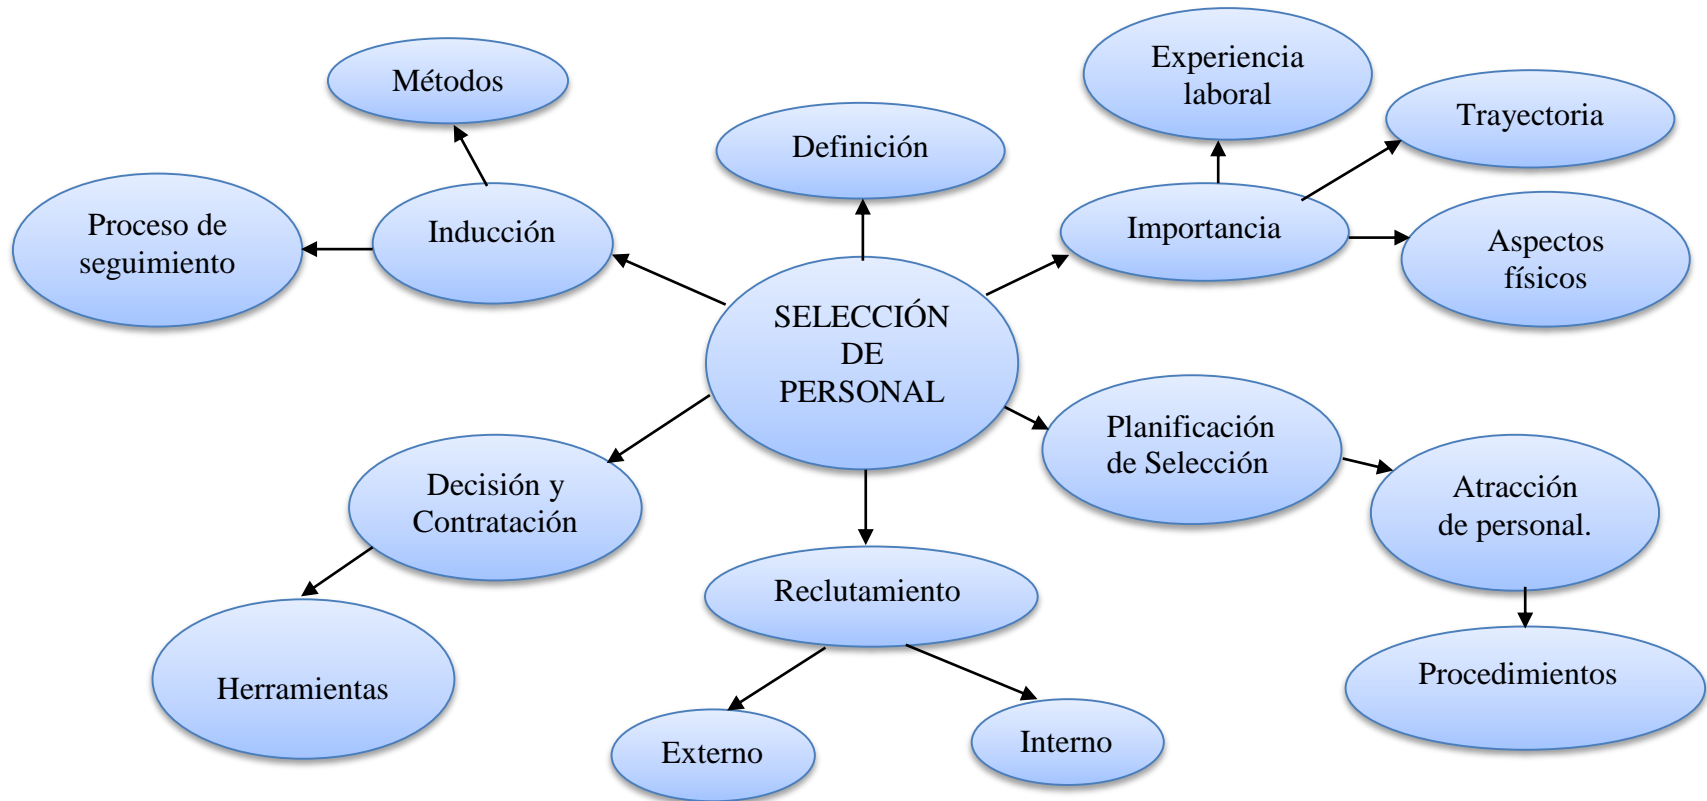 Métodos
Experiencia
laboral
Trayectoria
Definición
Proceso de
seguimiento
Inducción
Importancia
Aspectos
físicos
SELECCIÓN
DE
PERSONAL
Planificación
de Selección
Decisión y
Contratación
Atracción
de personal.
Reclutamiento
Herramientas
Procedimientos
Externo
Interno